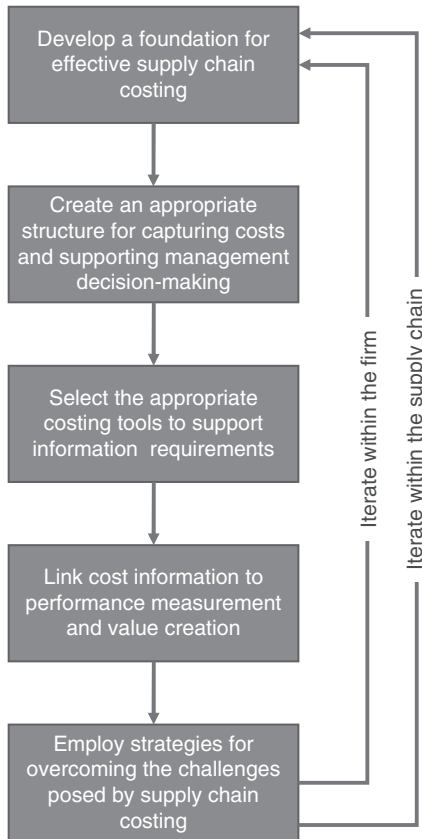 Develop a foundation for
effective supply chain
costing
Create an appropriate
structure for capturing costs
and supporting management
decision-making
Select the appropriate
costing tools to support
information requirements
Link cost information to
performance measurement
and value creation
Employ strategies for
overcoming the challenges
posed by supply chain
costing
Iterate within the firm
Iterate within the supply chain